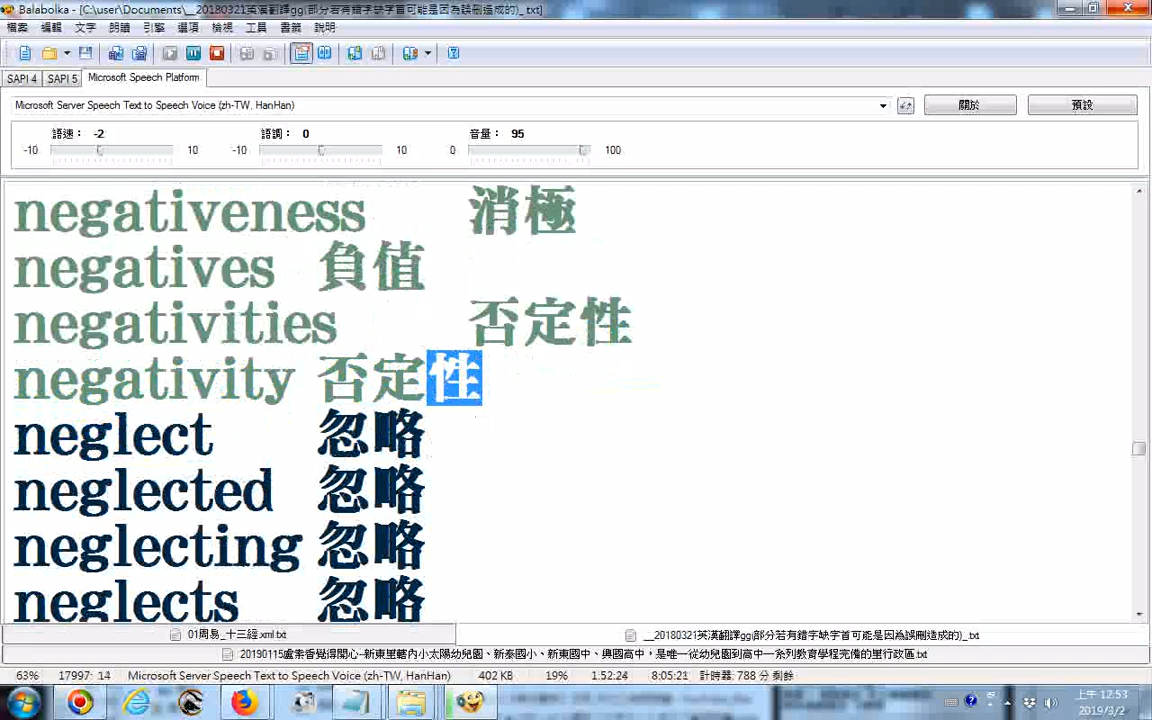 Balabolka - [C:\user\Documents\__20180321英漢翻譯ggi(部分若有錯字缺字首可能是因為誤刪造成的)_.txt]
檔案 編輯 文字 朗讀 引擎 選項 檢視 工具 書籤 說明
SAPI 4 SAPI 5 Microsoft Speech Platform
Microsoft Server Speech Text to Speech Voice (zh-TW, HanHan) 關於 預設
語速： -2 語調： 0 音量： 95
-10 10 -10 10 0 100
negativeness 消極
negatives 負值
negativities 否定性
negativity 否定性
neglect 忽略
neglected 忽略
neglecting 忽略
neglects 忽略
01周易_十三經.xml.txt __20180321英漢翻譯ggi(部分若有錯字缺字首可能是因為誤刪造成的)_.txt
20190115盧素香覺得開心-新東里轄內小太陽幼兒園、新泰國小、新東國中、興國高中，是唯一從幼兒園到高中一系列教育學程完備的里行政區.txt
63% 17997: 14 Microsoft Server Speech Text to Speech Voice (zh-TW, HanHan) 402 KB 19% 1:52:24 8:05:21 計時器: 788 分 剩餘
上午 12:53
2019/3/2